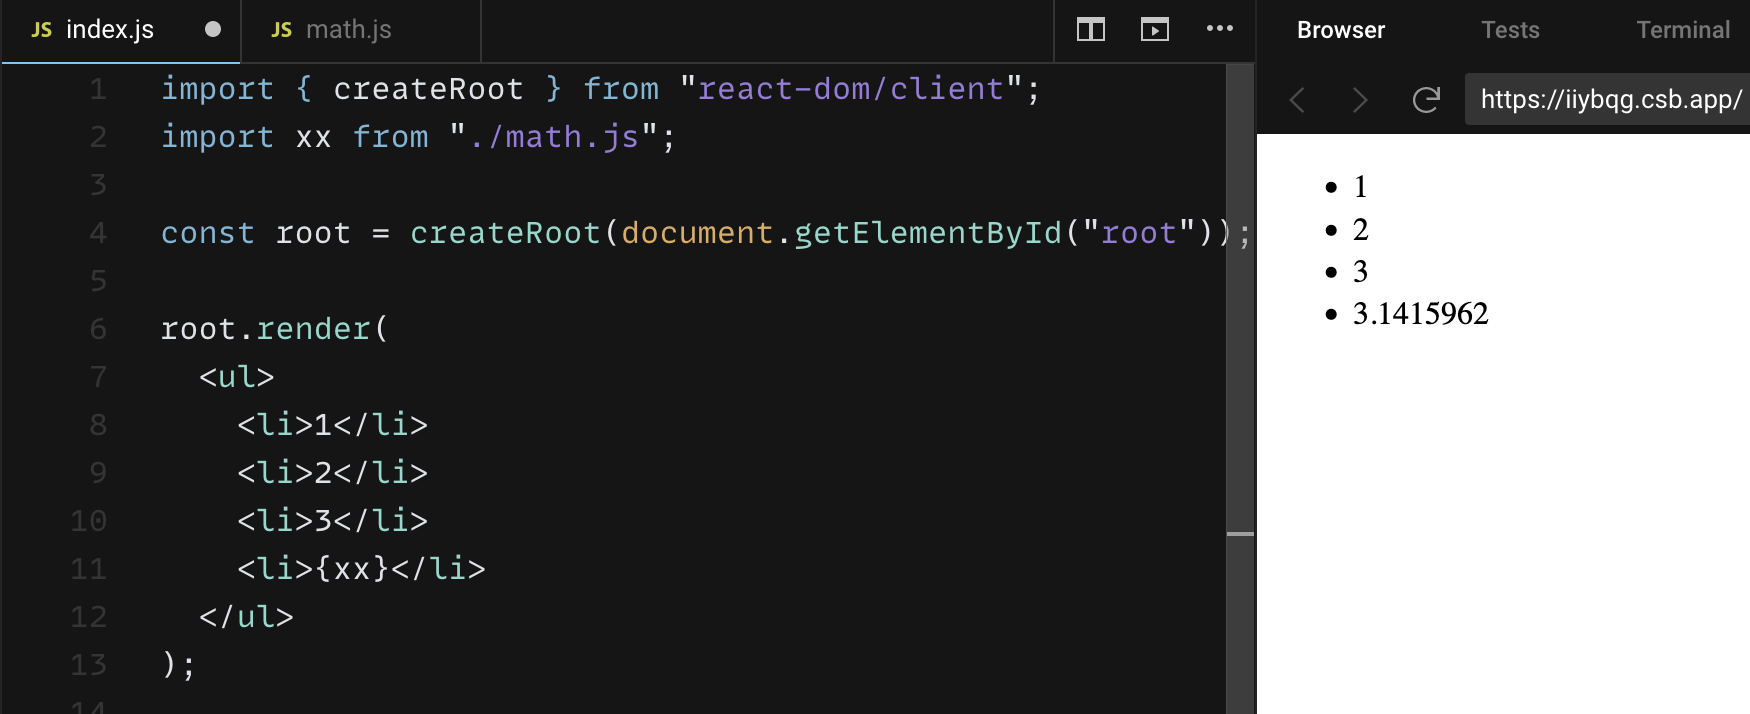 JS index.js
JS math.js
Browser
Tests
Terminal
https://iiybqg.csb.app/
1 import { createRoot } from "react-dom/client";
2 import xx from "./math.js";
3
4 const root = createRoot(document.getElementById("root"));
5
6 root.render(
7 <ul>
8 <li>1</li>
9 <li>2</li>
10 <li>3</li>
11 <li>{xx}</li>
12 </ul>
13 );
14
• 1
• 2
• 3
• 3.1415962